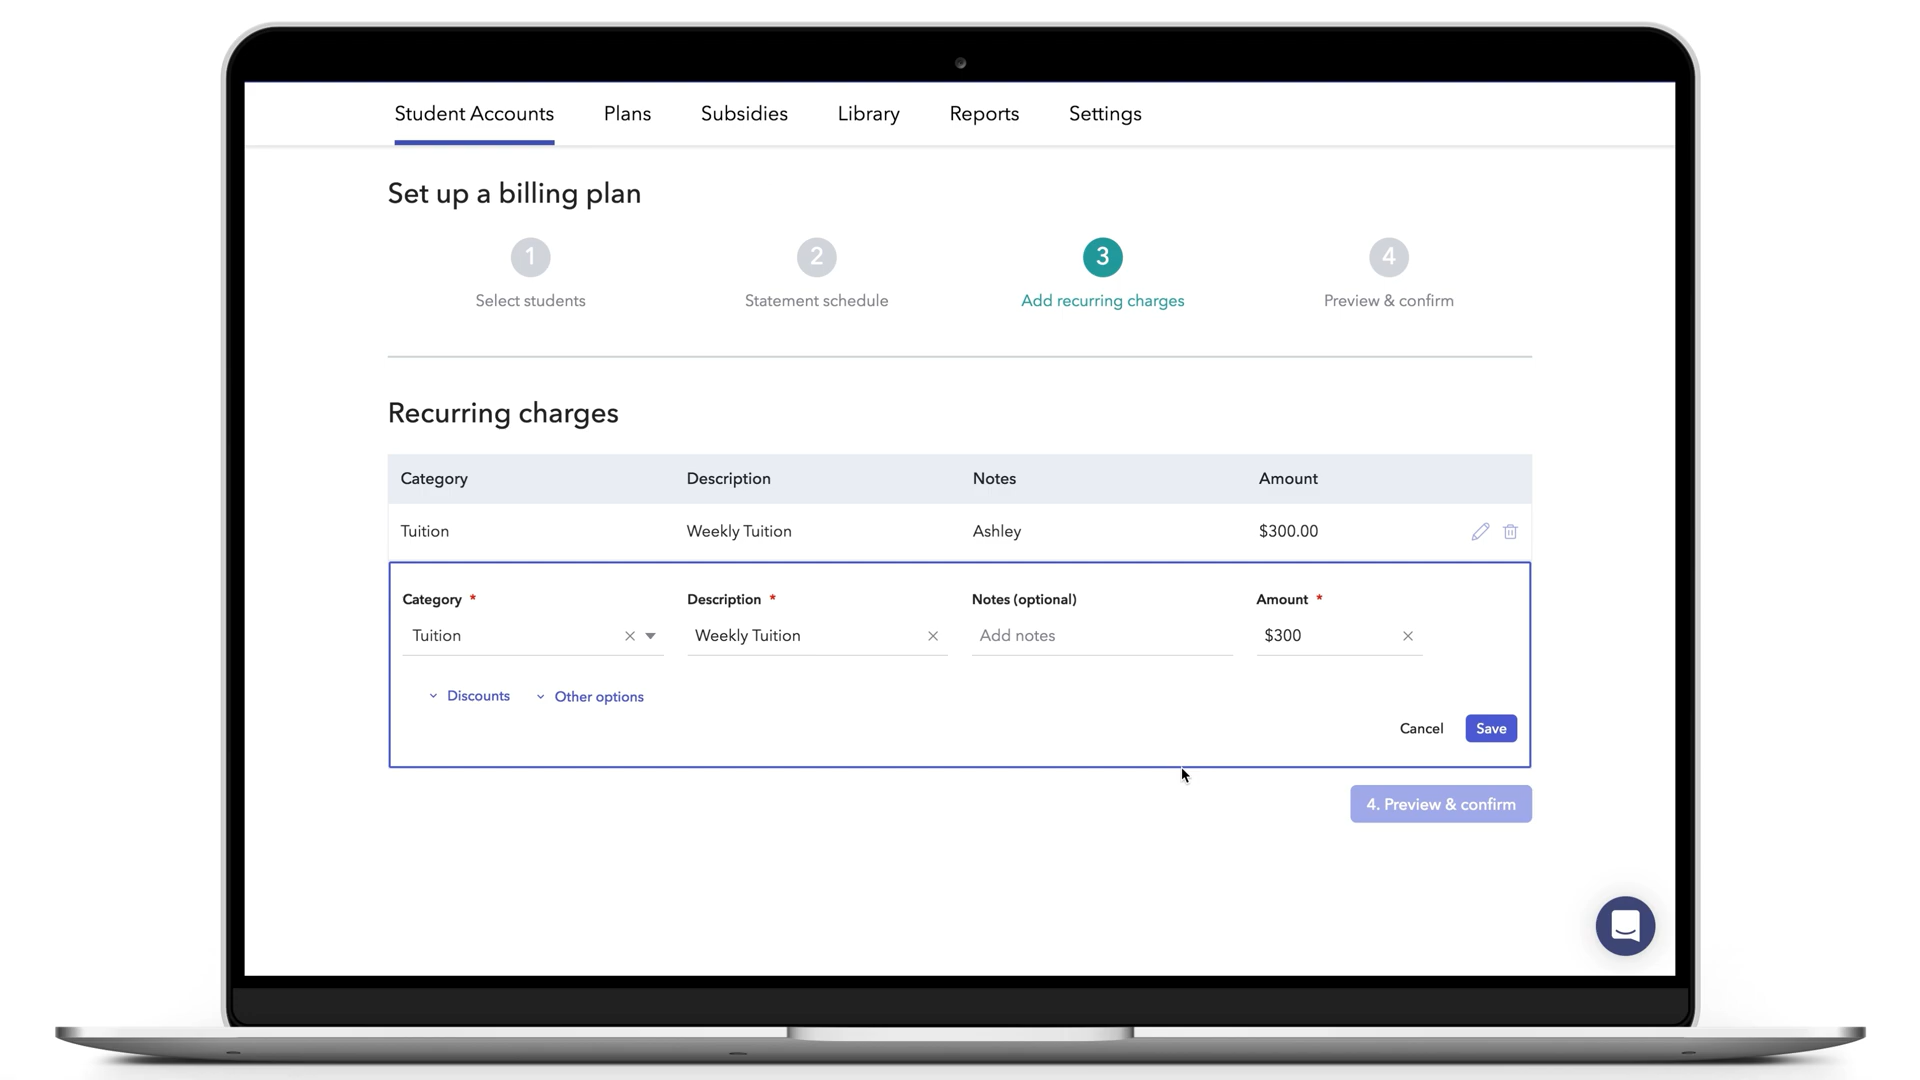 Student Accounts Plans Subsidies Library Reports Settings
Set up a billing plan
1 2 3 4
Select students Statement schedule Add recurring charges Preview & confirm
Recurring charges
Category Description Notes Amount
Tuition Weekly Tuition Ashley $300.00
Category * Description * Notes (optional) Amount *
Tuition Weekly Tuition Add notes $300
Discounts Other options
Cancel Save
4. Preview & confirm